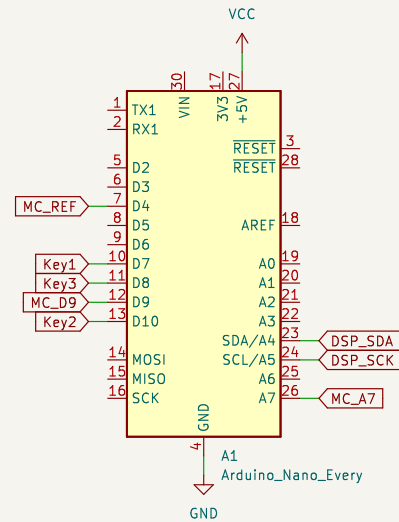 VCC
30 VIN
17 3V3
27 +5V
1 TX1
2 RX1
RESET 3
RESET 28
5 D2
6 D3
MC_REF 7 D4
8 D5
AREF 18
9 D6
Key1 10 D7
A0 19
Key3 11 D8
A1 20
MC_D9 12 D9
A2 21
Key2 13 D10
A3 22
SDA/A4 23 DSP_SDA
14 MOSI
SCL/A5 24 DSP_SCK
15 MISO
A6 25
16 SCK
A7 26 MC_A7
GND 4
A1
Arduino_Nano_Every
GND